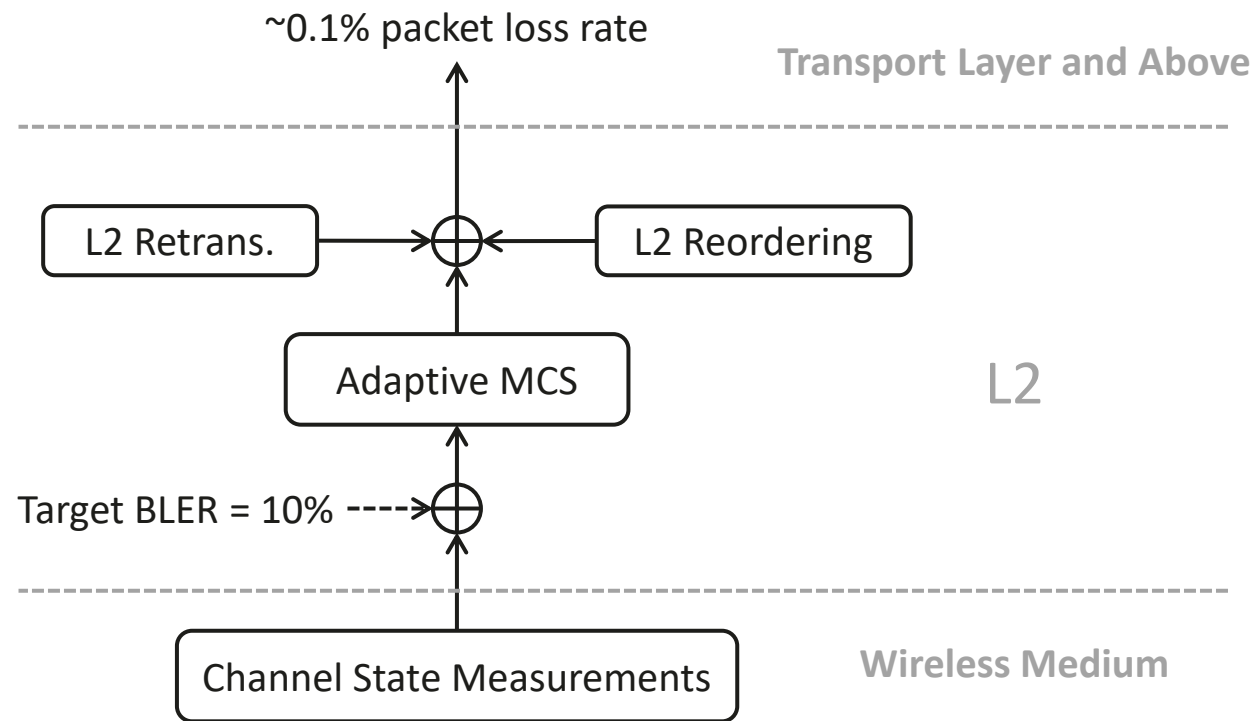 ~0.1% packet loss rate
Transport Layer and Above
L2 Retrans.
L2 Reordering
Adaptive MCS
L2
Target BLER = 10%
Channel State Measurements
Wireless Medium